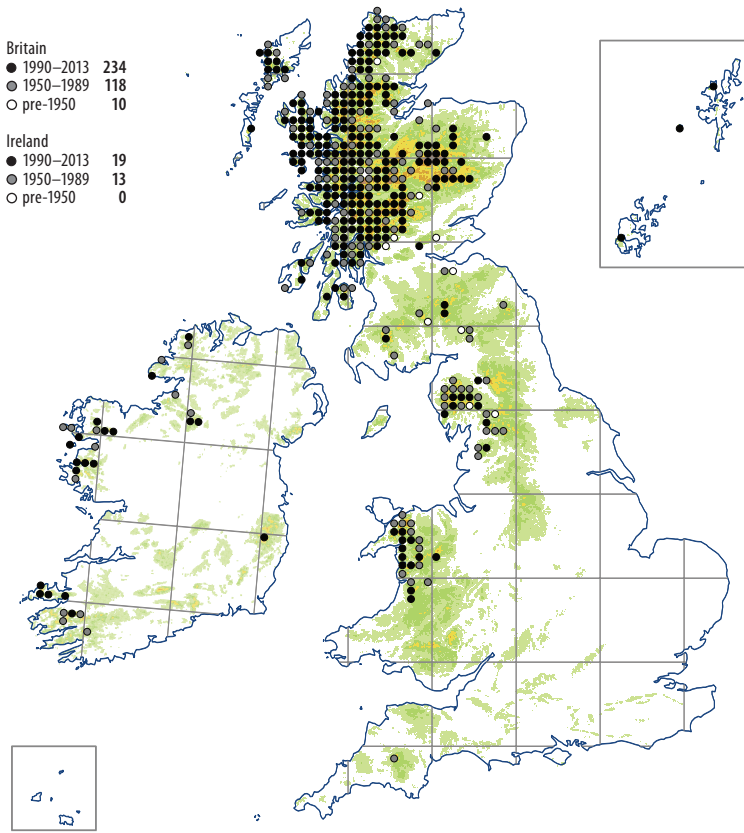 Britain
● 1990–2013 234
● 1950–1989 118
○ pre-1950 10
Ireland
● 1990–2013 19
● 1950–1989 13
○ pre-1950 0